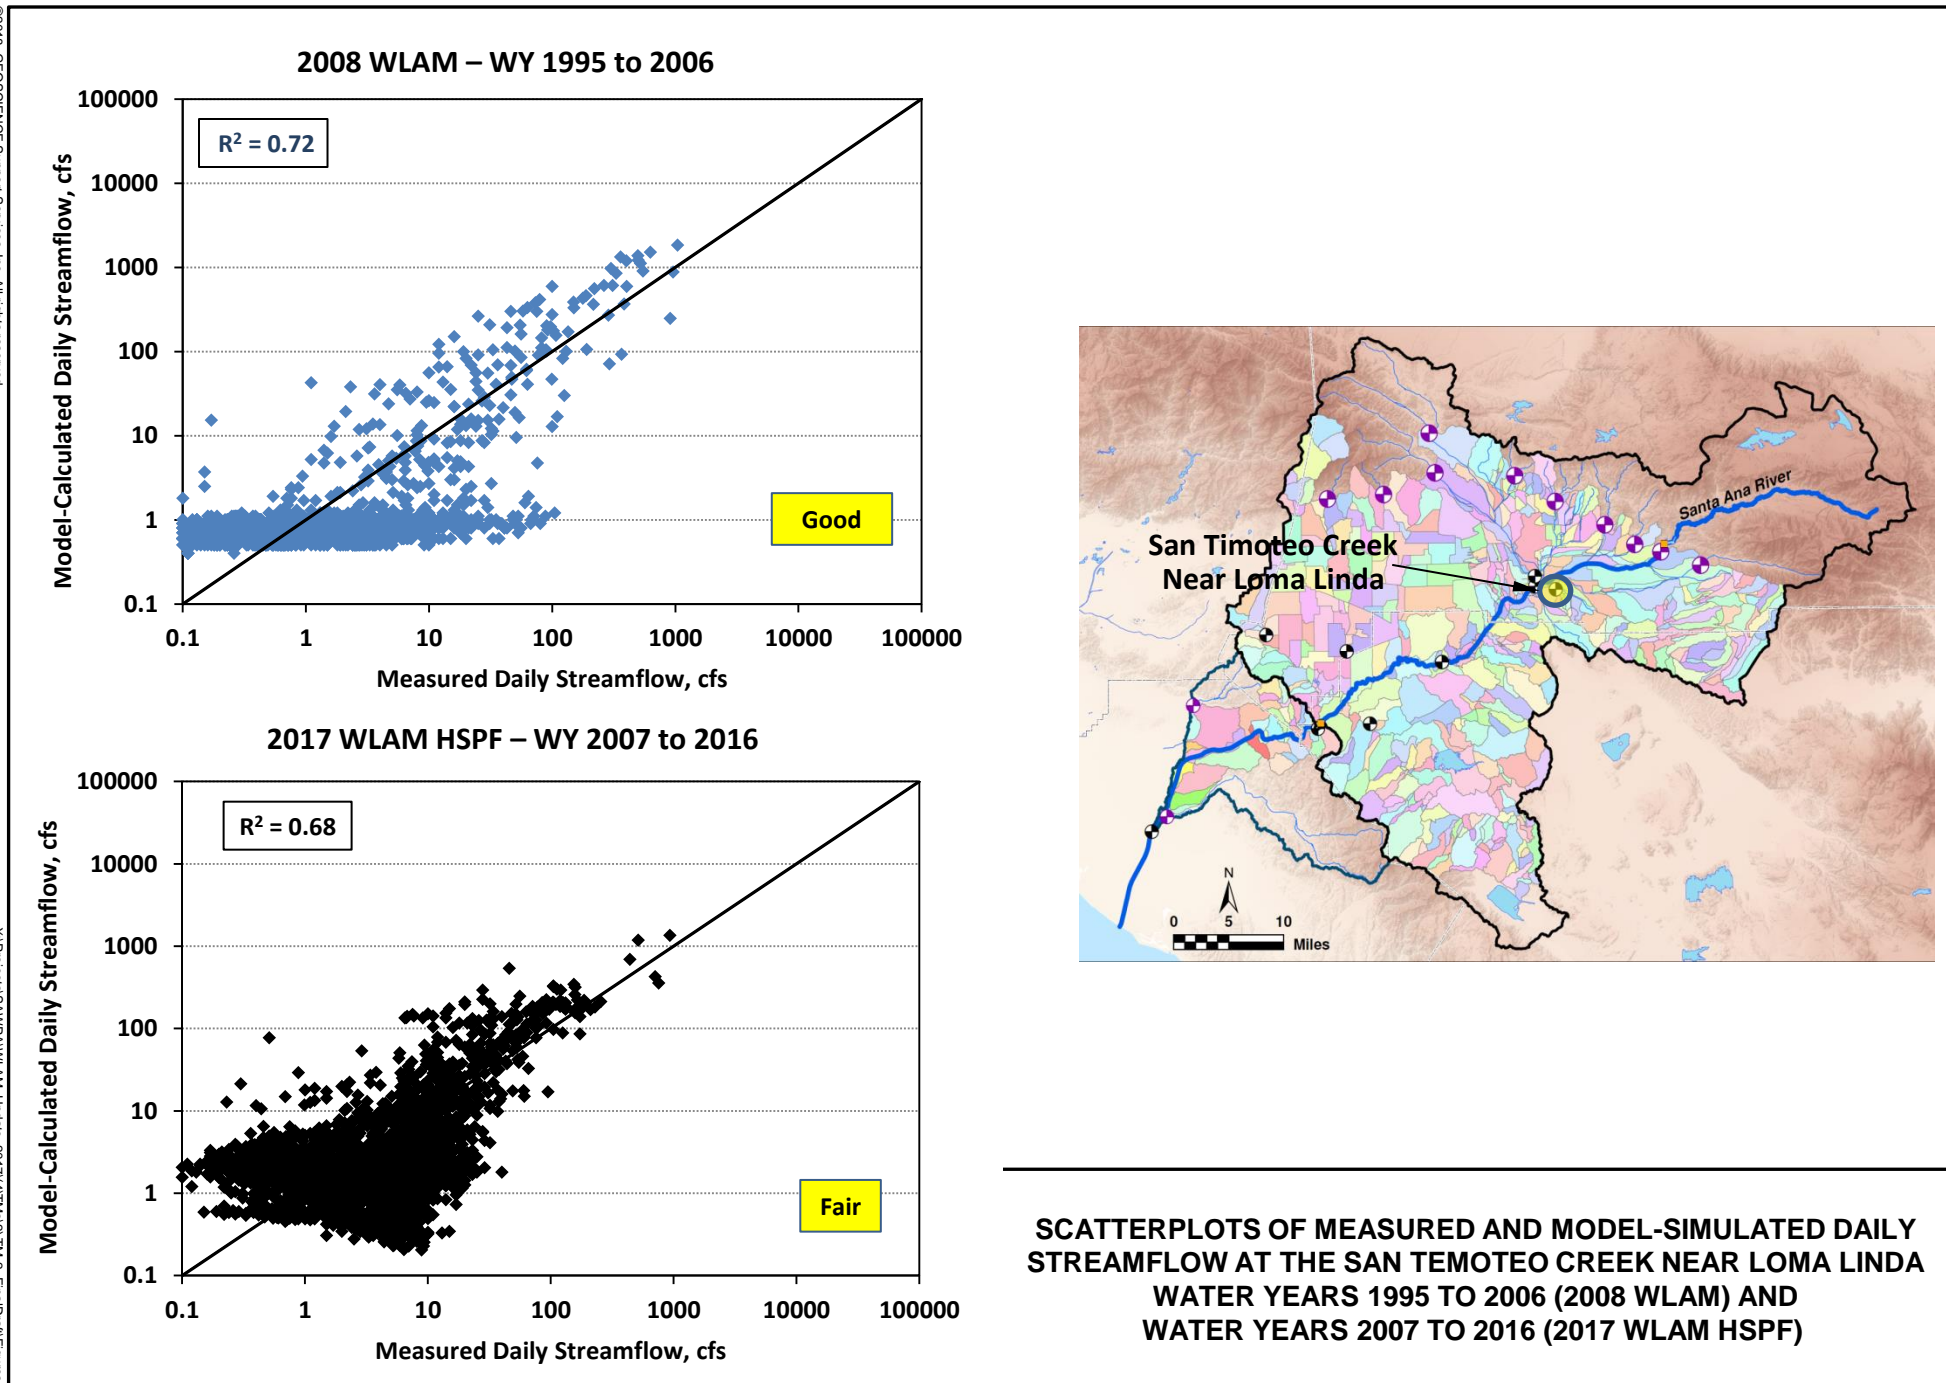 2008 WLAM – WY 1995 to 2006
100000
10000
1000
100
10
1
0.1
R² = 0.72
Good
0.1 1 10 100 1000 10000 100000
Model-Calculated Daily Streamflow, cfs
Measured Daily Streamflow, cfs
2017 WLAM HSPF – WY 2007 to 2016
100000
10000
1000
100
10
1
0.1
R² = 0.68
Fair
0.1 1 10 100 1000 10000 100000
Model-Calculated Daily Streamflow, cfs
Measured Daily Streamflow, cfs
Santa Ana River
San Timoteo Creek
Near Loma Linda
N
0 5 10
Miles
SCATTERPLOTS OF MEASURED AND MODEL-SIMULATED DAILY
STREAMFLOW AT THE SAN TEMOTEO CREEK NEAR LOMA LINDA
WATER YEARS 1995 TO 2006 (2008 WLAM) AND
WATER YEARS 2007 TO 2016 (2017 WLAM HSPF)